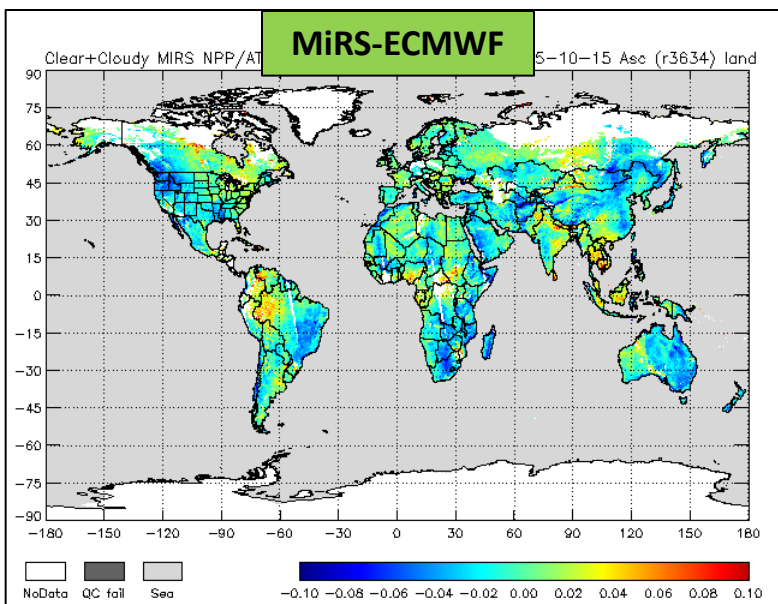 MiRS-ECMWF
Clear+Cloudy MIRS NPP/AT 5-10-15 Asc (r3634) land
90
75
60
45
30
15
0
-15
-30
-45
-60
-75
-90
-180 -150 -120 -90 -60 -30 0 30 60 90 120 150 180
NoData QC fail Sea
-0.10 -0.08 -0.06 -0.04 -0.02 0.00 0.02 0.04 0.06 0.08 0.10